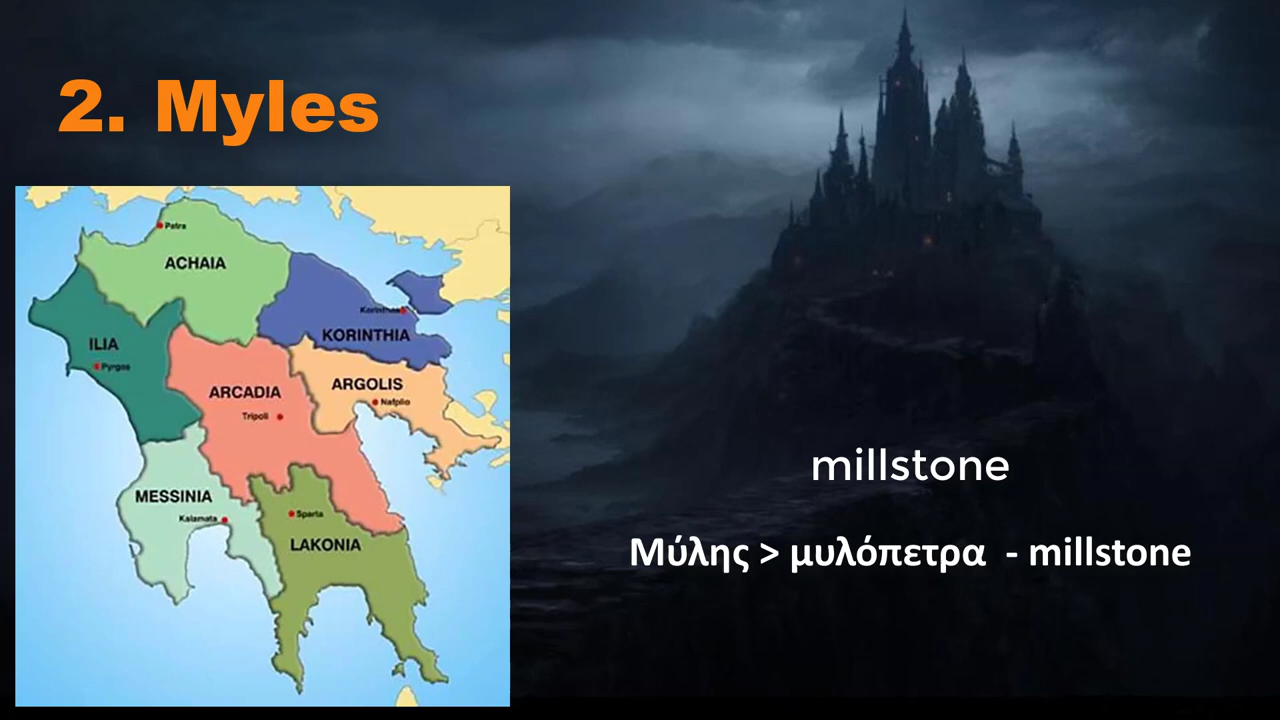 2. Myles
Patra
ACHAIA
Korinthos
KORINTHIA
ILIA
Pyrgos
ARCADIA
ARGOLIS
Nafplio
Tripoli
MESSINIA
Kalamata
Sparta
LAKONIA
millstone
Μύλης > μυλόπετρα - millstone